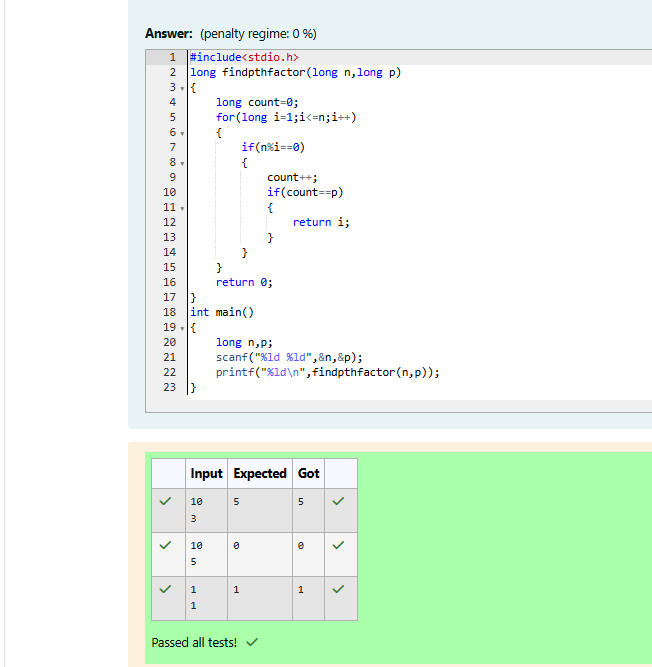 Answer: (penalty regime: 0 %)
1 #include<stdio.h>
2 long findpthfactor(long n,long p)
3 {
4     long count=0;
5     for(long i=1;i<=n;i++)
6     {
7         if(n%i==0)
8         {
9             count++;
10             if(count==p)
11             {
12                 return i;
13             }
14         }
15     }
16     return 0;
17 }
18 int main()
19 {
20     long n,p;
21     scanf("%ld %ld",&n,&p);
22     printf("%ld\n",findpthfactor(n,p));
23 }
Input Expected Got
10 5 5
3
10 0 0
5
1 1 1
1
Passed all tests!